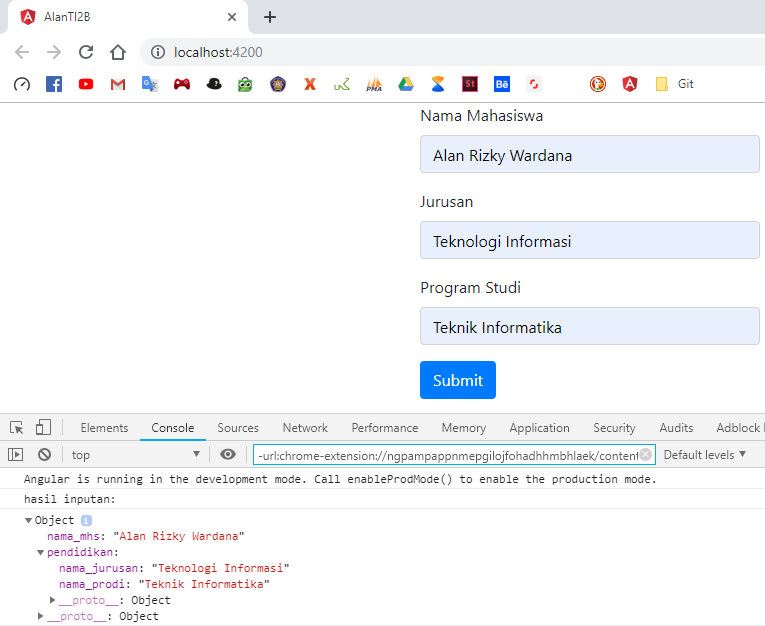 AlanTI2B
localhost:4200
PMA
St
Bē
Git
Nama Mahasiswa
Alan Rizky Wardana
Jurusan
Teknologi Informasi
Program Studi
Teknik Informatika
Submit
Elements Console Sources Network Performance Memory Application Security Audits Adblock
top -url:chrome-extension://ngpampappnmepgilojfohadhhmbhlaek/content Default levels
Angular is running in the development mode. Call enableProdMode() to enable the production mode.
hasil inputan:
Object i
nama_mhs: "Alan Rizky Wardana"
pendidikan:
nama_jurusan: "Teknologi Informasi"
nama_prodi: "Teknik Informatika"
__proto__: Object
__proto__: Object